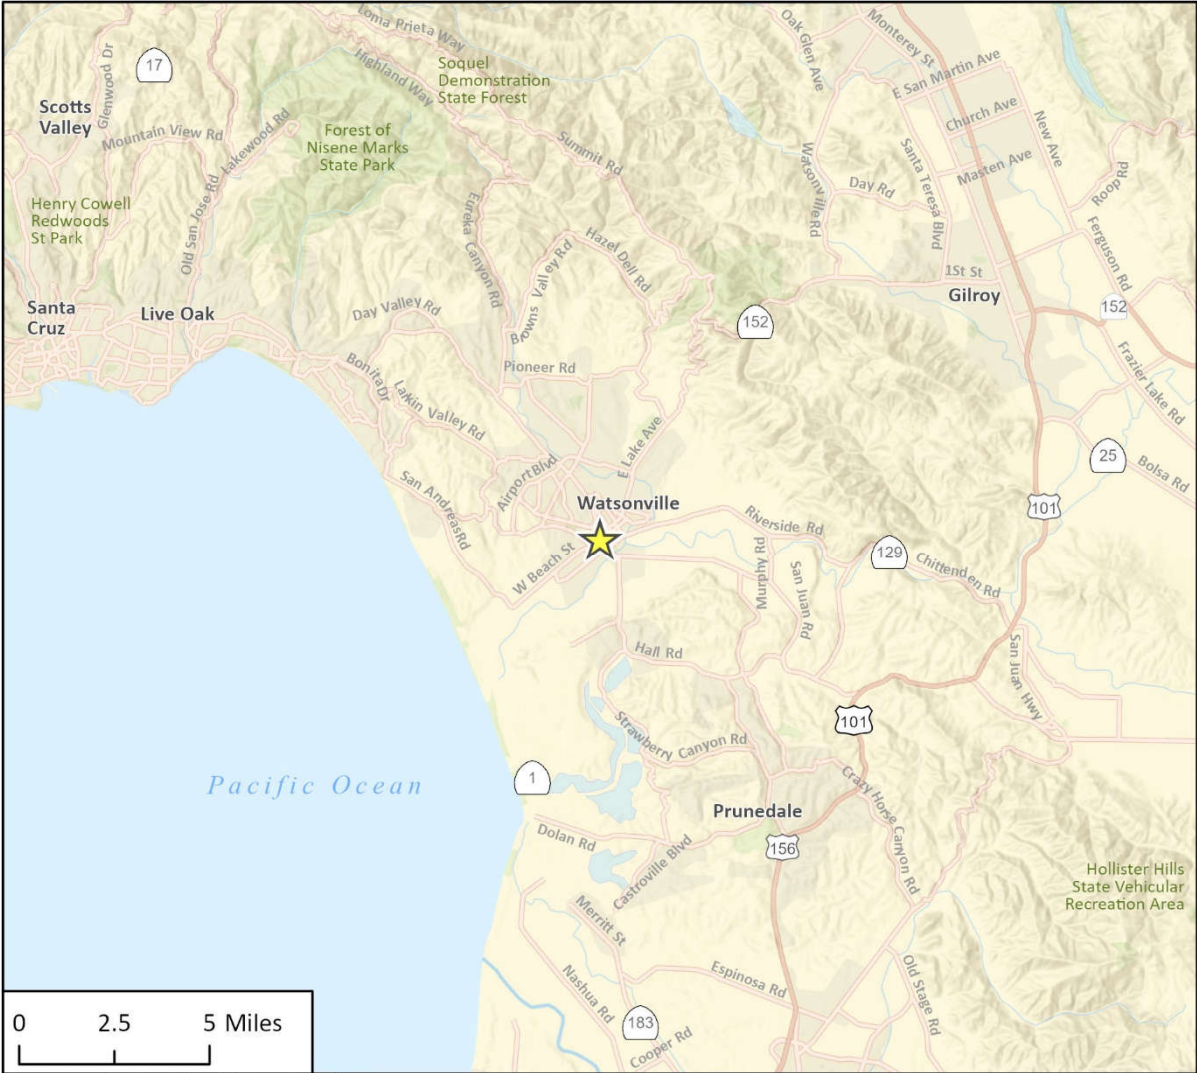 Loma Prieta Way
Oak Glen Ave
Monterey St
17
Glenwood Dr
Highland Way
Soquel
Demonstration
State Forest
E San Martin Ave
Scotts
Valley
Mountain View Rd
Lakewood Rd
Forest of
Nisene Marks
State Park
Summit Rd
Church Ave
New Ave
Masten Ave
Watsonville Rd
Santa Teresa Blvd
Day Rd
Roop Rd
Henry Cowell
Redwoods
St Park
Old San Jose Rd
Eureka Canyon Rd
Hazel Dell Rd
Browns Valley Rd
Ferguson Rd
1St St
Gilroy
Santa
Cruz
Live Oak
Day Valley Rd
152
152
Bonita Dr
Pioneer Rd
Frazier Lake Rd
Larkin Valley Rd
E Lake Ave
25
Bolsa Rd
Airport Blvd
San Andreas Rd
Watsonville
101
Riverside Rd
W Beach St
129
Chittenden Rd
Murphy Rd
San Juan Rd
Hall Rd
San Juan Hwy
101
Strawberry Canyon Rd
Pacific Ocean
1
Crazy Horse Canyon Rd
Prunedale
Dolan Rd
156
Castroville Blvd
Hollister Hills
State Vehicular
Recreation Area
Merritt St
Espinosa Rd
Nashua Rd
Old Stage Rd
183
Cooper Rd
0 2.5 5 Miles